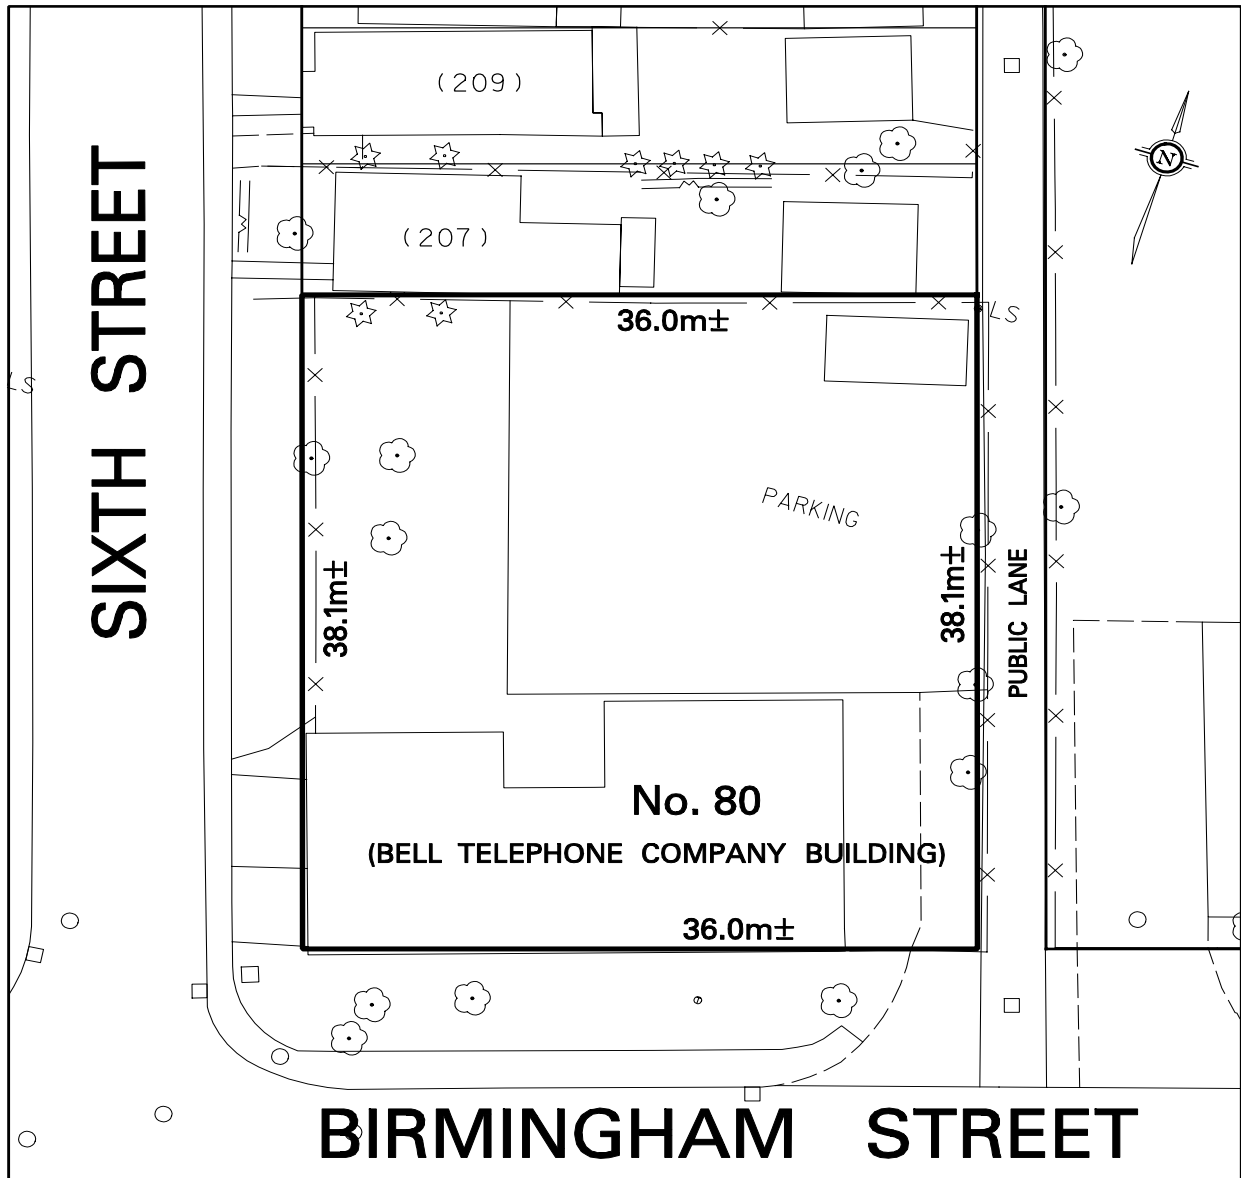 (209)
N
SIXTH STREET
(207)
36.0m±
LS
LS
PARKING
38.1m±
38.1m±
PUBLIC LANE
No. 80
(BELL TELEPHONE COMPANY BUILDING)
36.0m±
BIRMINGHAM STREET